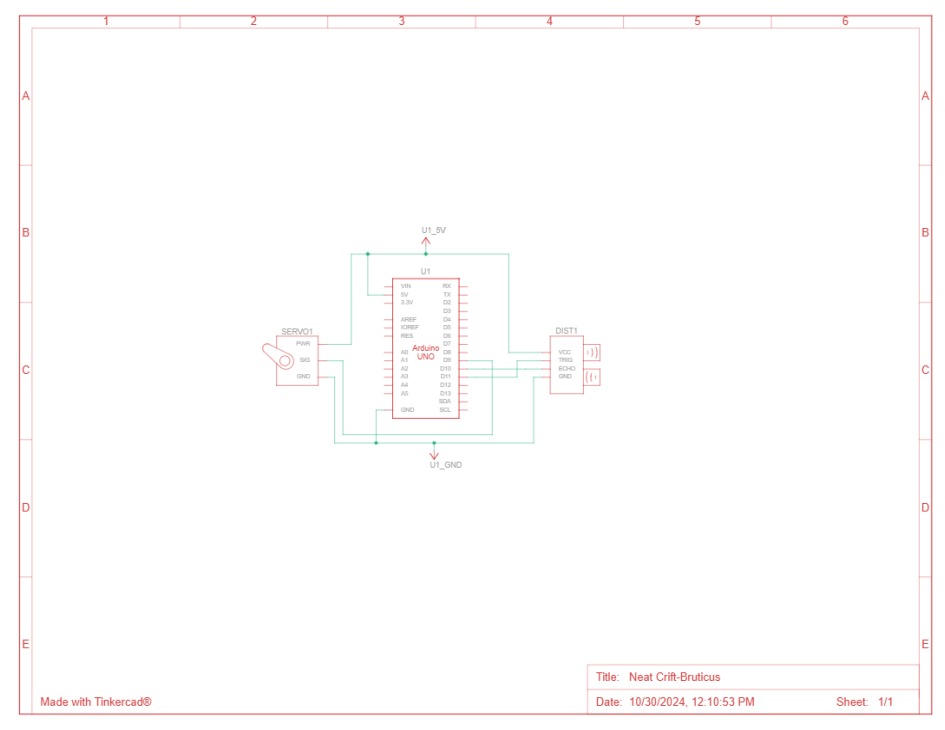 1 2 3 4 5 6
A A
B B
U1_5V
U1
VIN RX
5V TX
3.3V D2
D3
AREF D4
IOREF D5
RES D6
D7
A0 D8
A1 D9
A2 D10
A3 D11
A4 D12
A5 D13
SDA
GND SCL
Arduino
UNO
SERVO1
PWR
SIG
GND
DIST1
VCC
TRIG
ECHO
GND
C C
U1_GND
D D
E E
Title: Neat Crift-Bruticus
Made with Tinkercad®
Date: 10/30/2024, 12:10:53 PM Sheet: 1/1